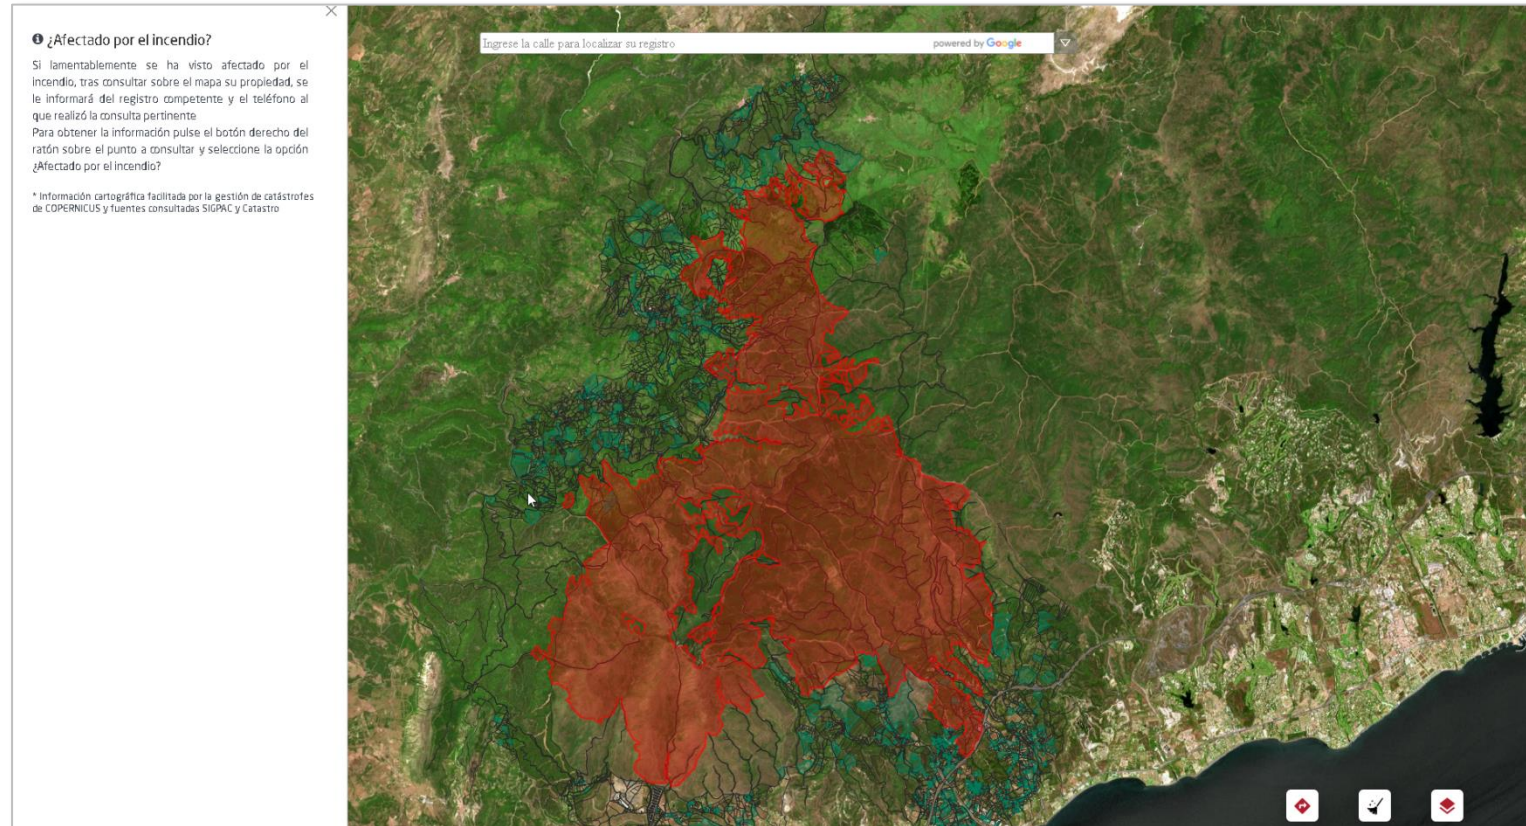 ¿Afectado por el incendio?
Si lamentablemente se ha visto afectado por el
incendio, tras consultar sobre el mapa su propiedad, se
le informará del registro competente y el teléfono al
que realizó la consulta pertinente
Para obtener la información pulse el botón derecho del
ratón sobre el punto a consultar y seleccione la opción
¿Afectado por el incendio?
* Información cartográfica facilitada por la gestión de catástrofes
de COPERNICUS y fuentes consultadas SIGPAC y Catastro
Ingrese la calle para localizar su registro powered by Google